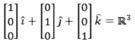 [1 0 0] î + [0 1 0] ĵ + [0 0 1] k̂ = ℝ³